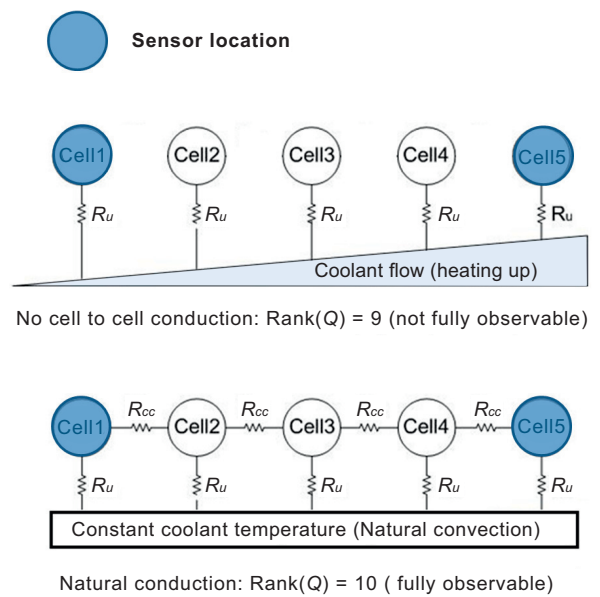 Sensor location
Cell1 Cell2 Cell3 Cell4 Cell5
Ru Ru Ru Ru Ru
Coolant flow (heating up)
No cell to cell conduction: Rank(Q) = 9 (not fully observable)
Rcc Rcc Rcc Rcc
Cell1 Cell2 Cell3 Cell4 Cell5
Ru Ru Ru Ru Ru
Constant coolant temperature (Natural convection)
Natural conduction: Rank(Q) = 10 ( fully observable)